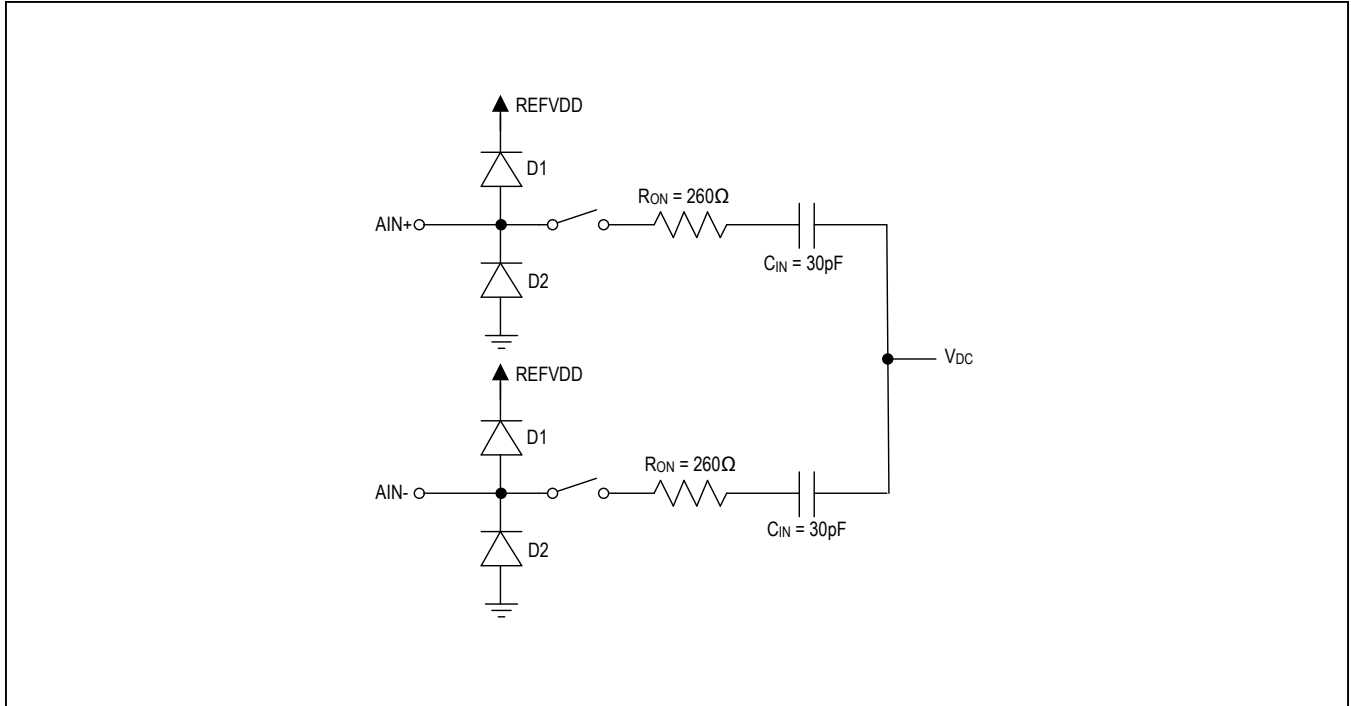 REFVDD
D1
RON = 260Ω
AIN+
CIN = 30pF
D2
VDC
REFVDD
D1
RON = 260Ω
AIN-
CIN = 30pF
D2